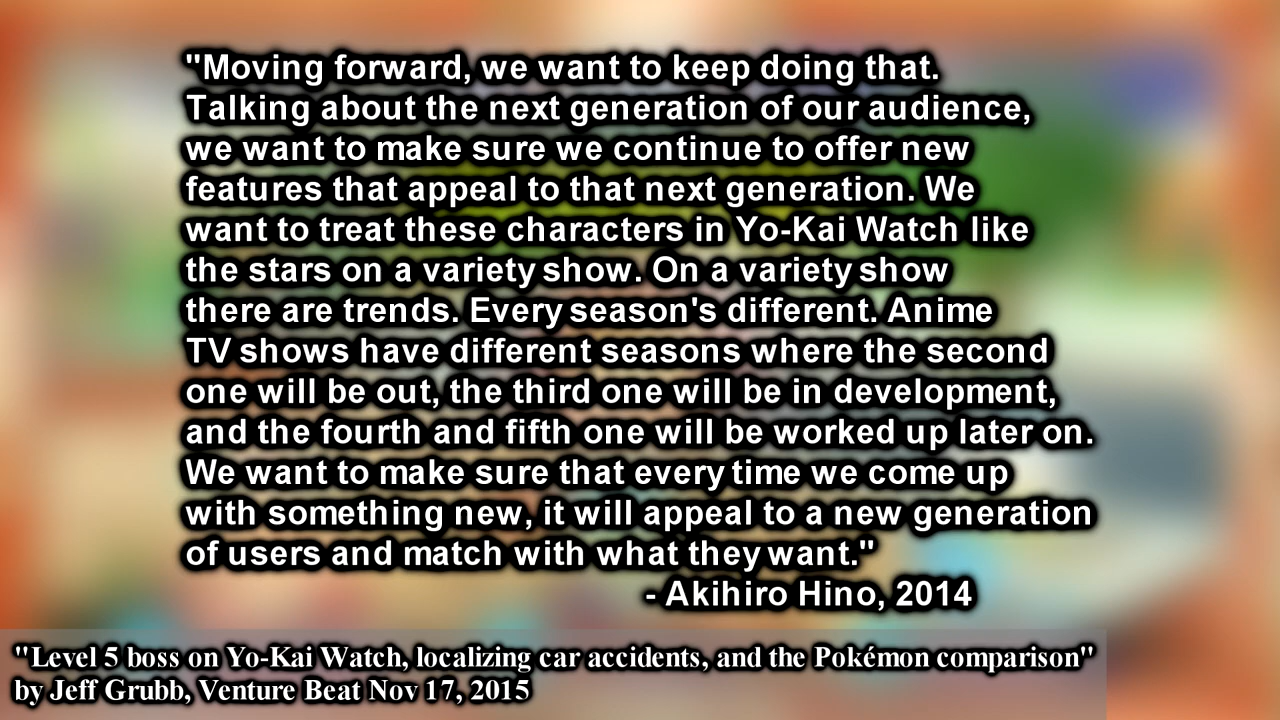 "Moving forward, we want to keep doing that.
Talking about the next generation of our audience,
we want to make sure we continue to offer new
features that appeal to that next generation. We
want to treat these characters in Yo-Kai Watch like
the stars on a variety show. On a variety show
there are trends. Every season's different. Anime
TV shows have different seasons where the second
one will be out, the third one will be in development,
and the fourth and fifth one will be worked up later on.
We want to make sure that every time we come up
with something new, it will appeal to a new generation
of users and match with what they want."
- Akihiro Hino, 2014
"Level 5 boss on Yo-Kai Watch, localizing car accidents, and the Pokémon comparison"
by Jeff Grubb, Venture Beat Nov 17, 2015